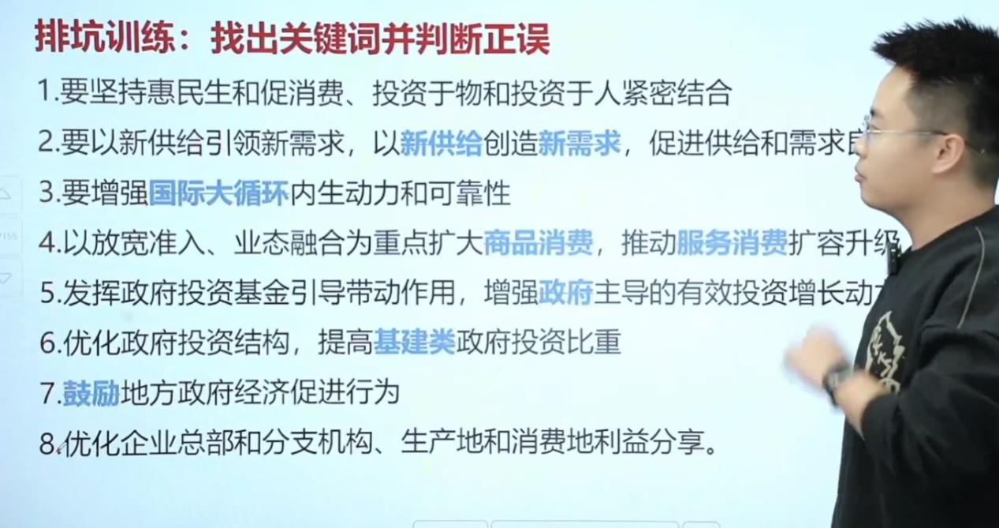 排坑训练：找出关键词并判断正误
1.要坚持惠民生和促消费、投资于物和投资于人紧密结合
2.要以新供给引领新需求，以新供给创造新需求，促进供给和需求
3.要增强国际大循环内生动力和可靠性
4.以放宽准入、业态融合为重点扩大商品消费，推动服务消费扩容升级
5.发挥政府投资基金引导带动作用，增强政府主导的有效投资增长动
6.优化政府投资结构，提高基建类政府投资比重
7.鼓励地方政府经济促进行为
8.优化企业总部和分支机构、生产地和消费地利益分享。
/155